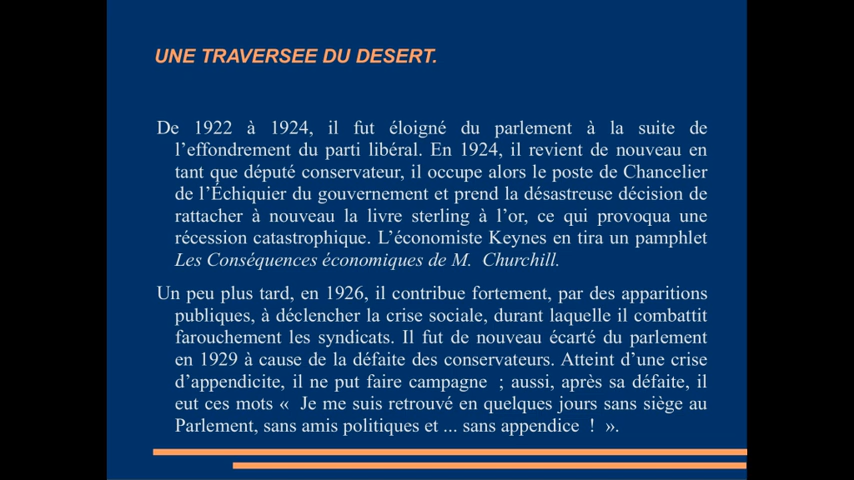 UNE TRAVERSEE DU DESERT.
De 1922 à 1924, il fut éloigné du parlement à la suite de
l’effondrement du parti libéral. En 1924, il revient de nouveau en
tant que député conservateur, il occupe alors le poste de Chancelier
de l’Échiquier du gouvernement et prend la désastreuse décision de
rattacher à nouveau la livre sterling à l’or, ce qui provoqua une
récession catastrophique. L’économiste Keynes en tira un pamphlet
Les Conséquences économiques de M.  Churchill.
Un peu plus tard, en 1926, il contribue fortement, par des apparitions
publiques, à déclencher la crise sociale, durant laquelle il combattit
farouchement les syndicats. Il fut de nouveau écarté du parlement
en 1929 à cause de la défaite des conservateurs. Atteint d’une crise
d’appendicite, il ne put faire campagne  ; aussi, après sa défaite, il
eut ces mots «  Je me suis retrouvé en quelques jours sans siège au
Parlement, sans amis politiques et ... sans appendice  !  ».